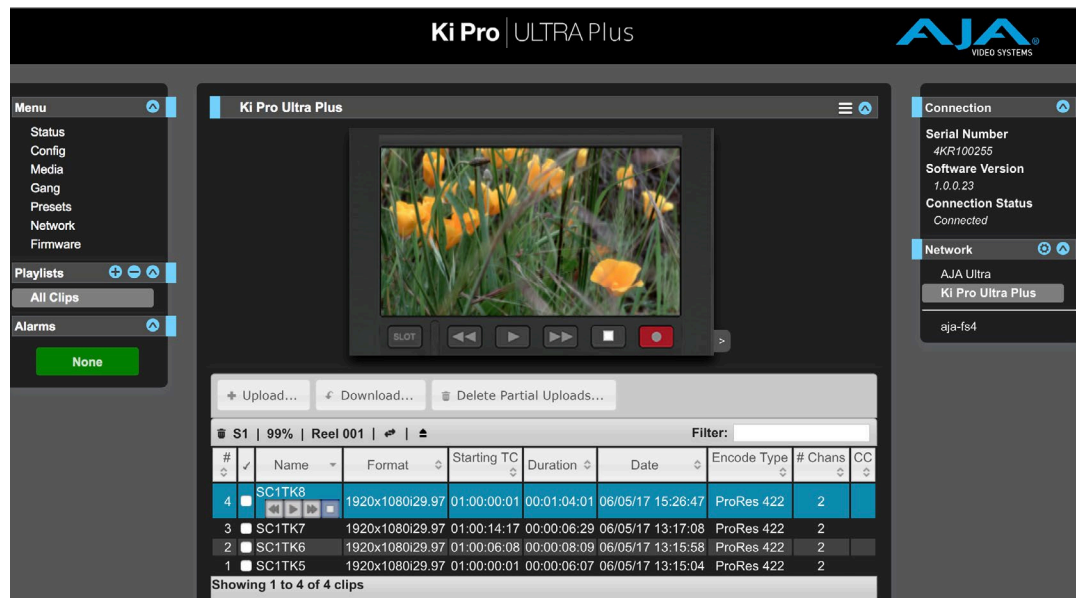 Ki Pro ULTRA Plus
AJA®
VIDEO SYSTEMS
Menu
Status
Config
Media
Gang
Presets
Network
Firmware
Playlists
All Clips
Alarms
None
Ki Pro Ultra Plus
SLOT
>
Upload...
Download...
Delete Partial Uploads...
S1 | 99% | Reel 001 | |
Filter:
# ✓ Name Format Starting TC Duration Date Encode Type # Chans CC
4 SC1TK8 1920x1080i29.97 01:00:00:01 00:01:04:01 06/05/17 15:26:47 ProRes 422 2
3 SC1TK7 1920x1080i29.97 01:00:14:17 00:00:06:29 06/05/17 13:17:08 ProRes 422 2
2 SC1TK6 1920x1080i29.97 01:00:06:08 00:00:08:09 06/05/17 13:15:58 ProRes 422 2
1 SC1TK5 1920x1080i29.97 01:00:00:01 00:00:06:07 06/05/17 13:15:04 ProRes 422 2
Showing 1 to 4 of 4 clips
Connection
Serial Number
4KR100255
Software Version
1.0.0.23
Connection Status
Connected
Network
AJA Ultra
Ki Pro Ultra Plus
aja-fs4